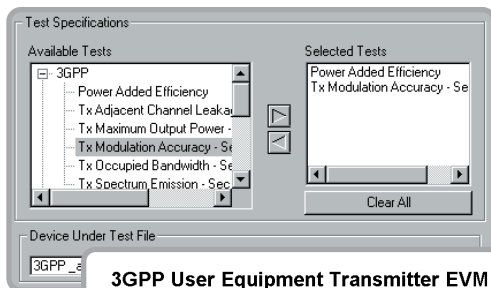 Test Specifications
Available Tests
Selected Tests
3GPP
Power Added Efficiency
Tx Adjacent Channel Leaka
Tx Maximum Output Power -
Tx Modulation Accuracy - Se
Tx Occupied Bandwidth - Se
Tx Spectrum Emission - Sec
Power Added Efficiency
Tx Modulation Accuracy - Se
Clear All
Device Under Test File
3GPP_a
3GPP User Equipment Transmitter EVM